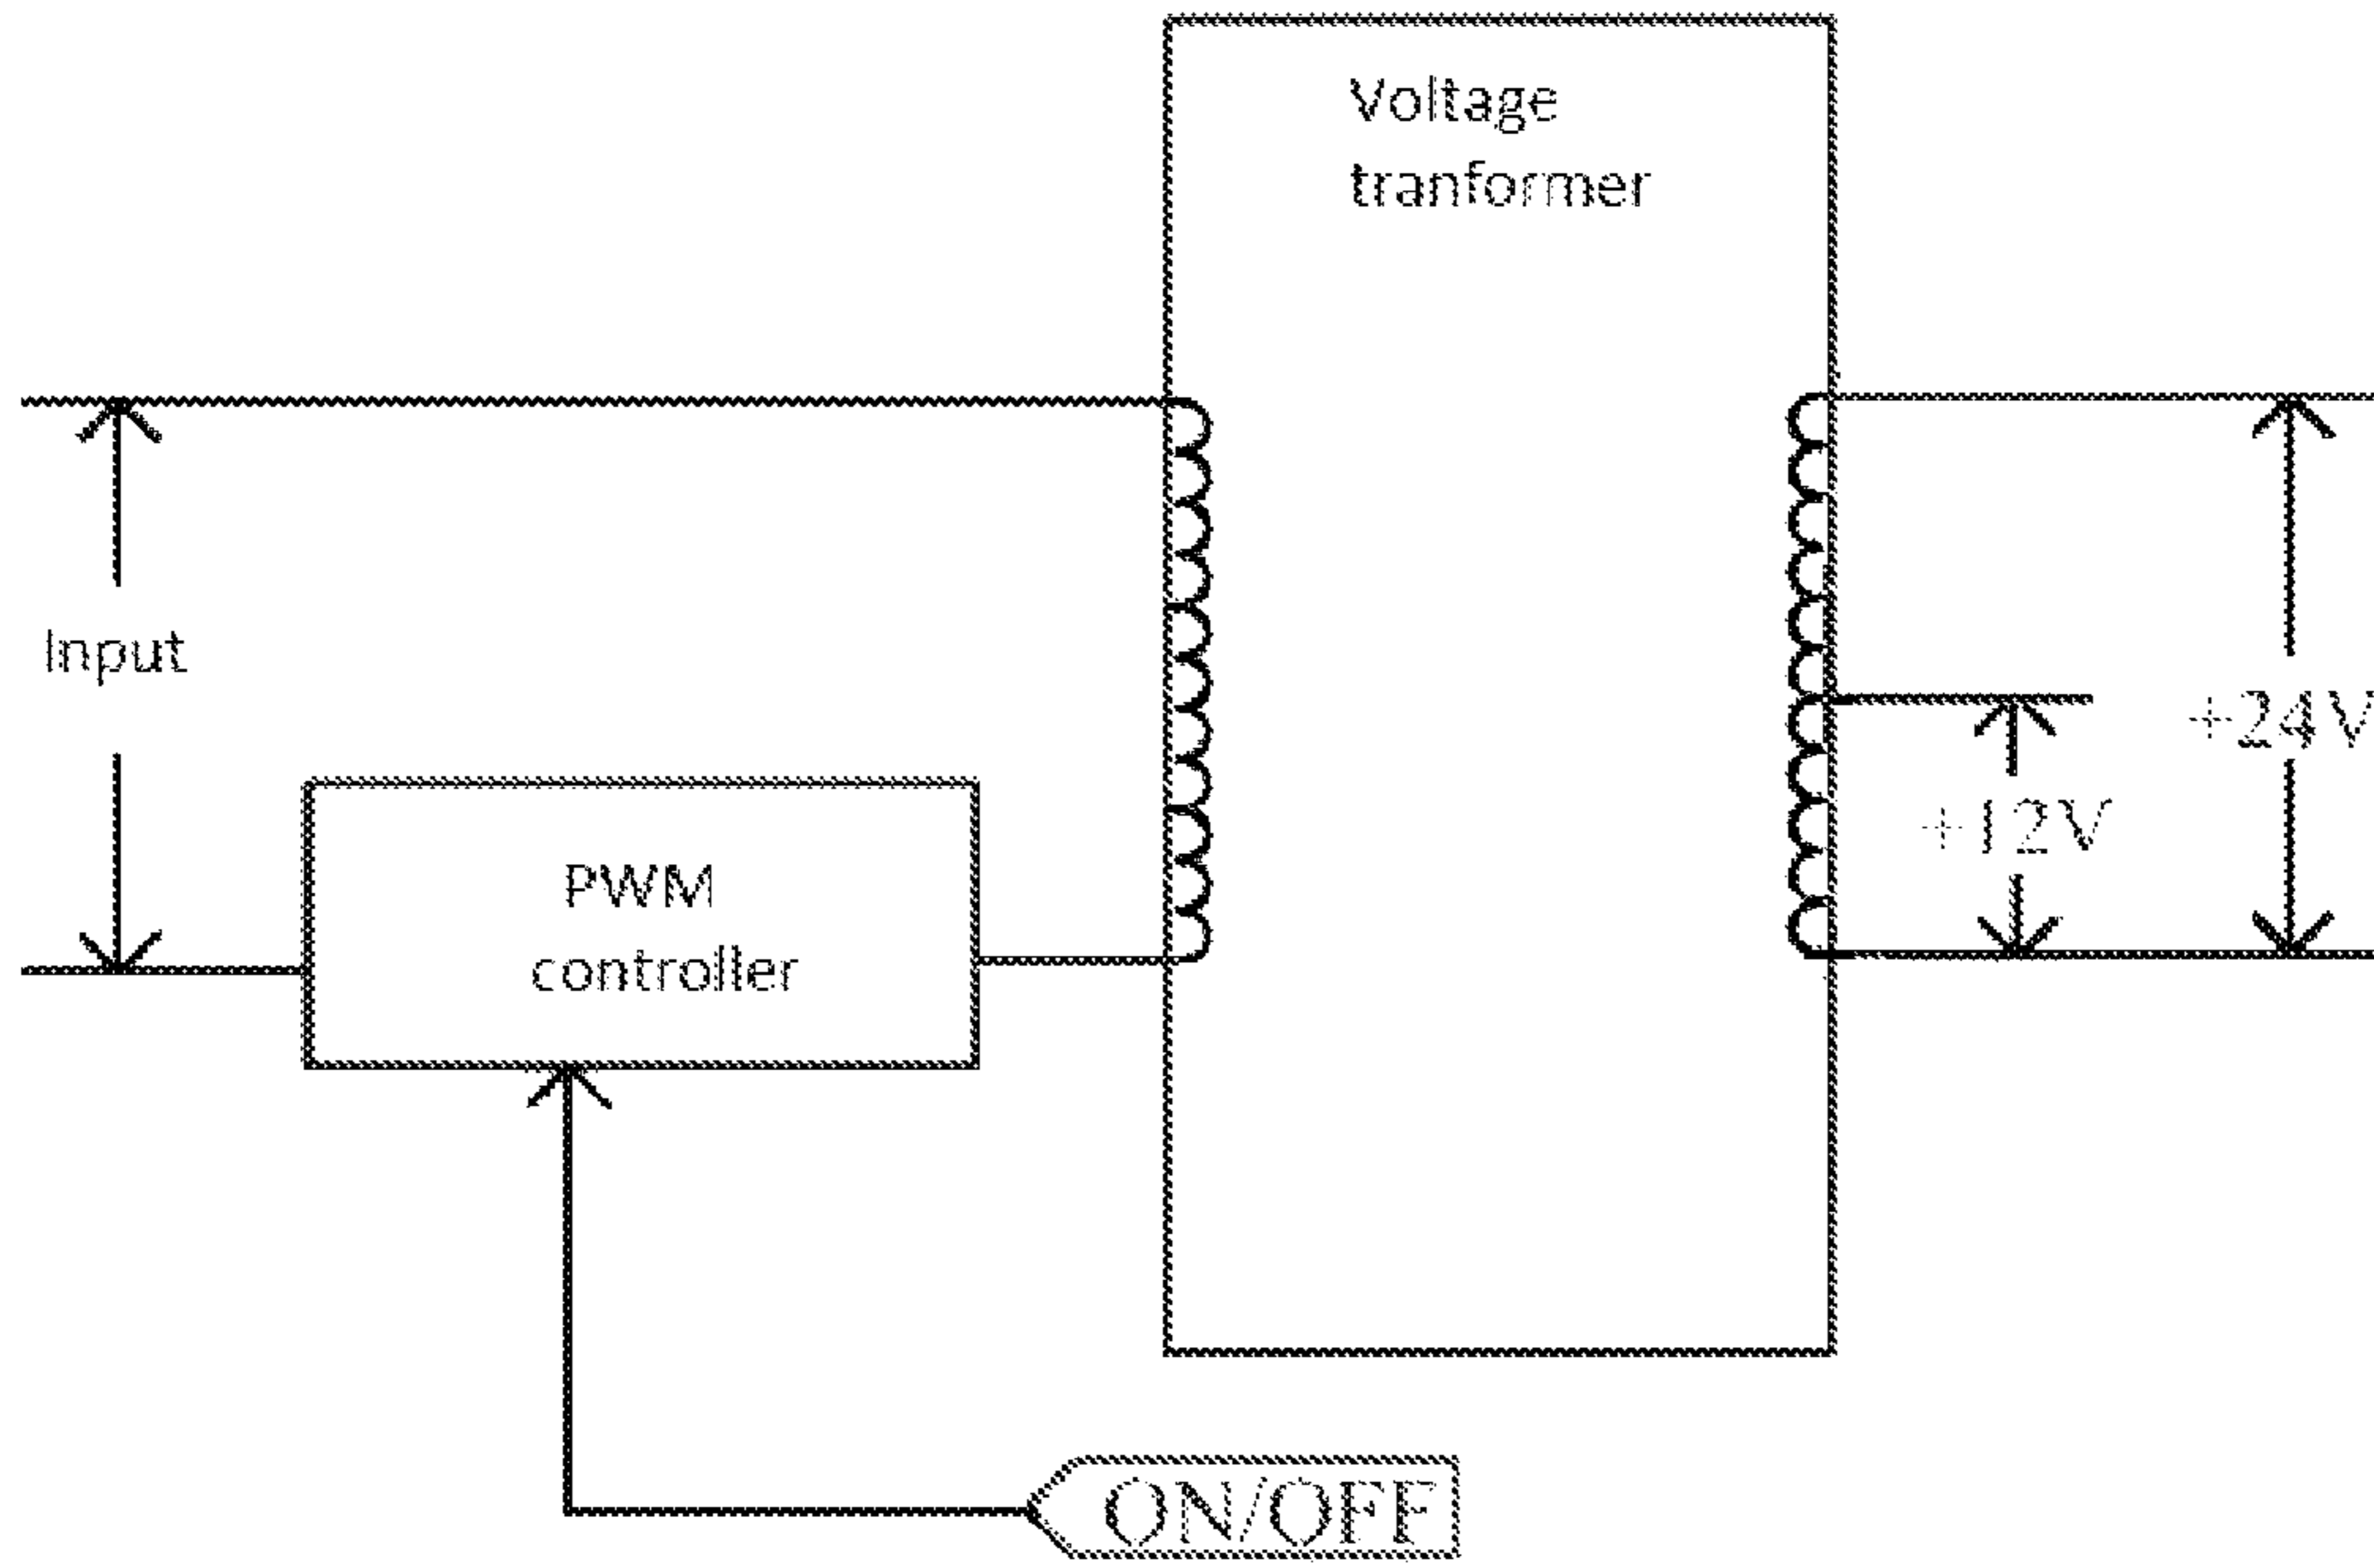 Voltage
tranformer
Input
+24V
+12V
PWM
controller
ON/OFF